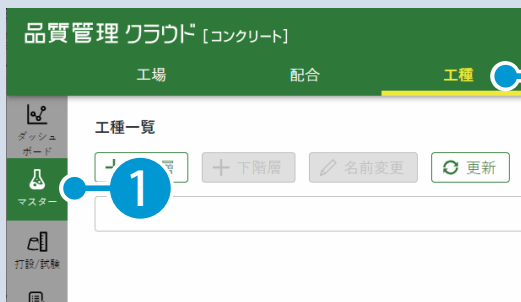 品質管理 クラウド [コンクリート]
工場 配合 工種
ダッシュ
ボード
工種一覧
層 下階層 名前変更 更新
マスター
1
打設/試験